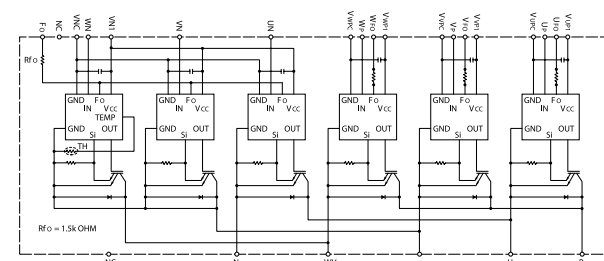 FO NC VNC WN VN1 VN UN VWPC WP WFO VWP1 VVPC VP VFO VVP1 VUPC UP UFO VUP1
RfO
GND FO GND FO GND FO GND FO GND FO GND FO
IN VCC IN VCC IN VCC IN VCC IN VCC IN VCC
TEMP
GND OUT GND OUT GND OUT GND OUT GND OUT GND OUT
Si Si Si Si Si Si
TH
RfO = 1.5k OHM